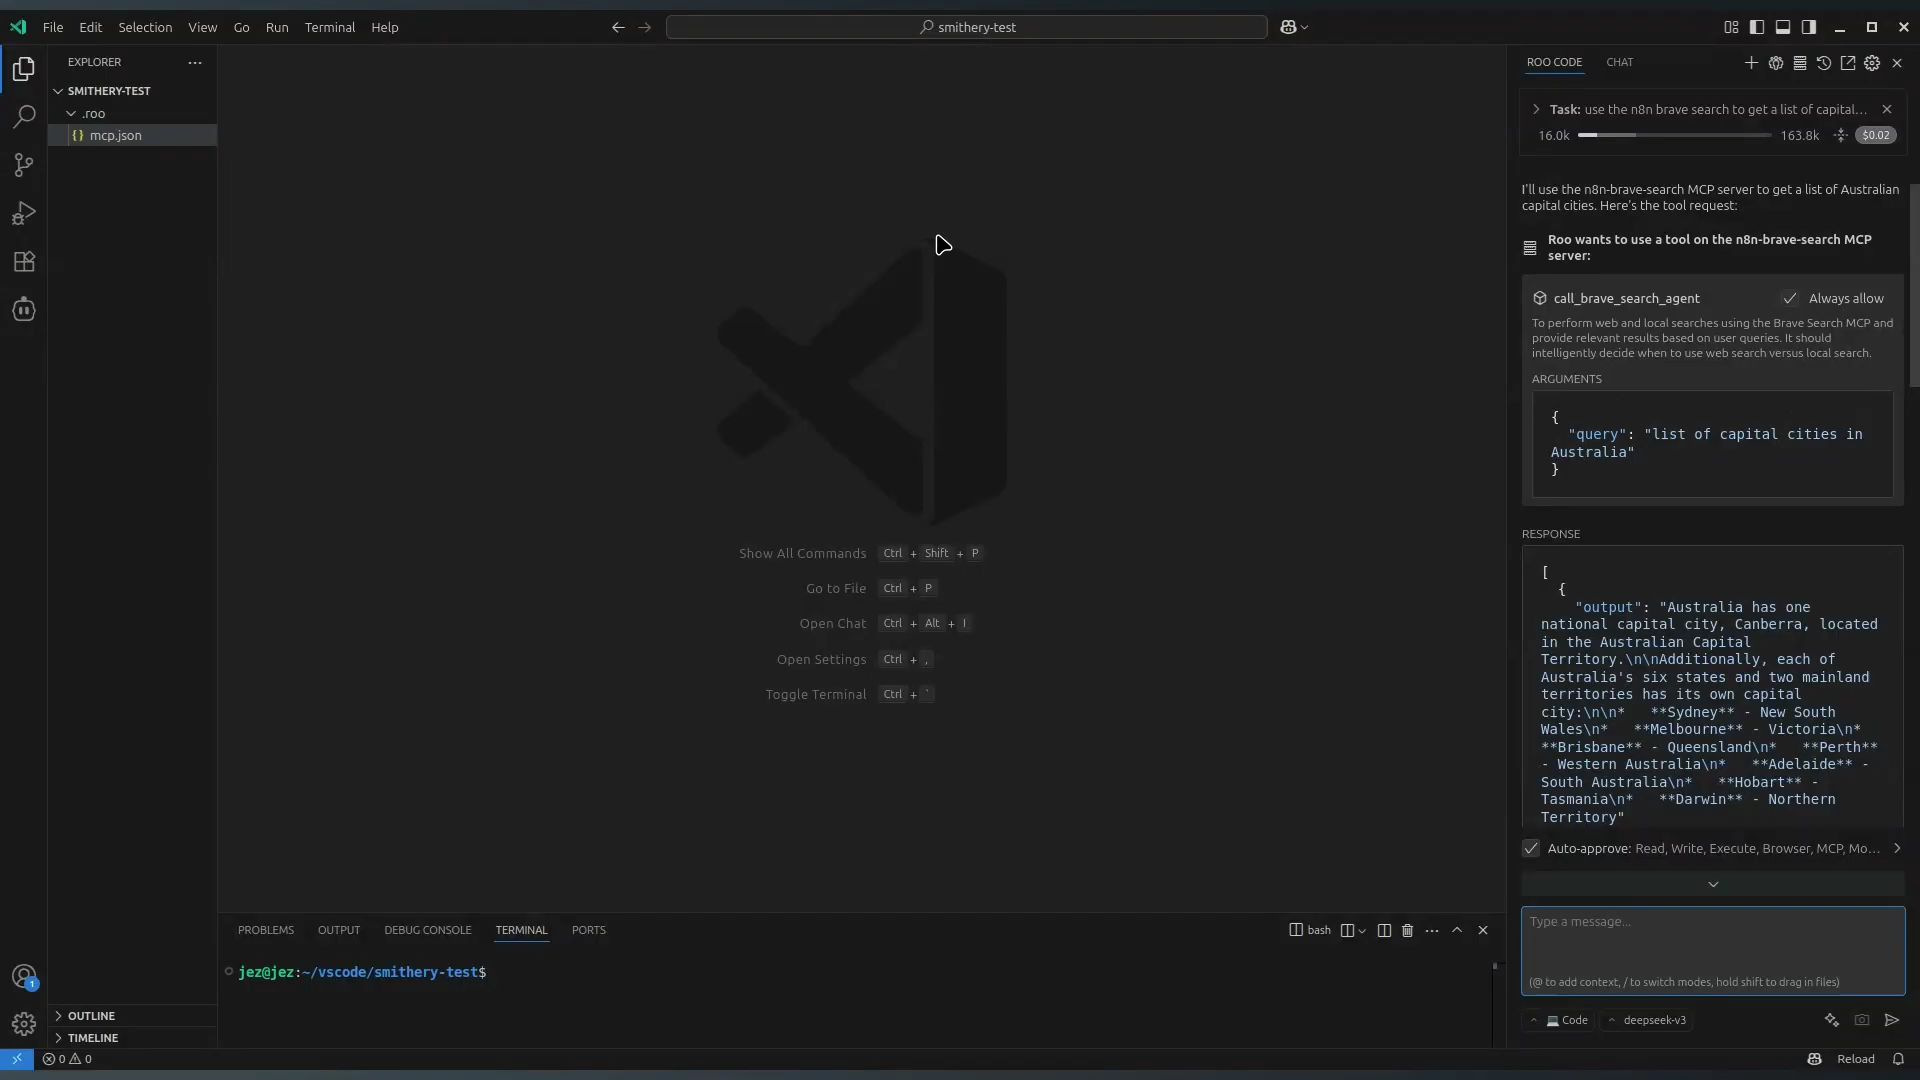 File Edit Selection View Go Run Terminal Help
smithery-test
EXPLORER
SMITHERY-TEST
.roo
{} mcp.json
OUTLINE
TIMELINE
Show All Commands Ctrl + Shift + P
Go to File Ctrl + P
Open Chat Ctrl + Alt + I
Open Settings Ctrl + ,
Toggle Terminal Ctrl + `
PROBLEMS OUTPUT DEBUG CONSOLE TERMINAL PORTS
bash
jez@jez:~/vscode/smithery-test$
ROO CODE CHAT
Task: use the n8n brave search to get a list of capital...
16.0k 163.8k $0.02
I'll use the n8n-brave-search MCP server to get a list of Australian
capital cities. Here's the tool request:
Roo wants to use a tool on the n8n-brave-search MCP
server:
call_brave_search_agent Always allow
To perform web and local searches using the Brave Search MCP and
provide relevant results based on user queries. It should
intelligently decide when to use web search versus local search.
ARGUMENTS
{
"query": "list of capital cities in
Australia"
}
RESPONSE
[
{
"output": "Australia has one
national capital city, Canberra, located
in the Australian Capital
Territory.\n\nAdditionally, each of
Australia's six states and two mainland
territories has its own capital
city:\n\n* **Sydney** - New South
Wales\n* **Melbourne** - Victoria\n*
**Brisbane** - Queensland\n* **Perth**
- Western Australia\n* **Adelaide** -
South Australia\n* **Hobart** -
Tasmania\n* **Darwin** - Northern
Territory"
Auto-approve: Read, Write, Execute, Browser, MCP, Mo...
Type a message...
(@ to add context, / to switch modes, hold shift to drag in files)
Code deepseek-v3
1
0 0
Reload